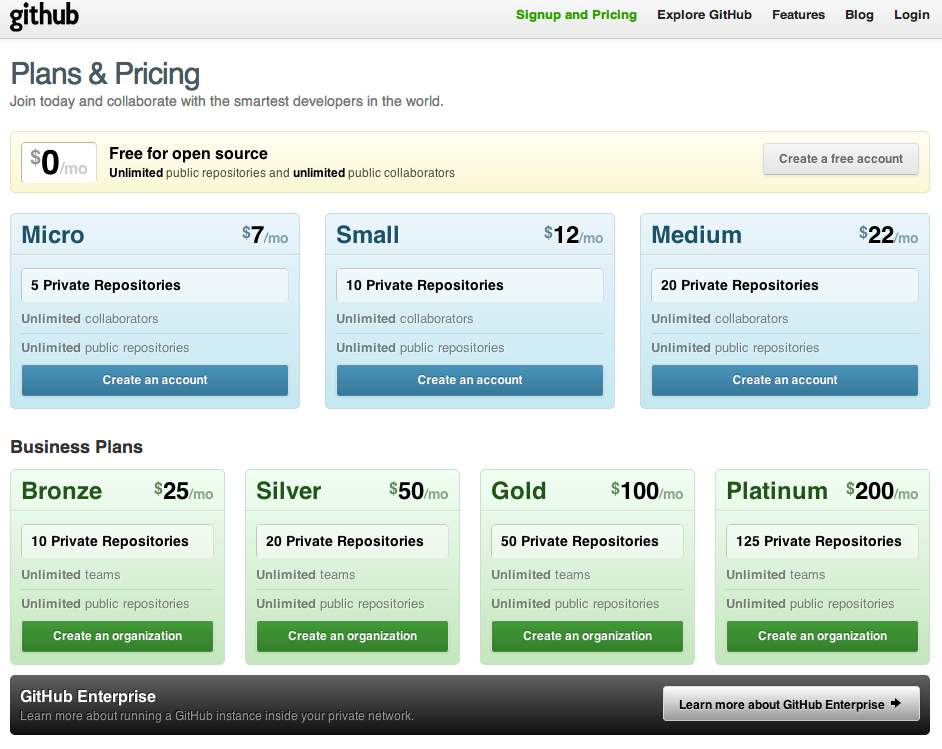 github
Signup and Pricing Explore GitHub Features Blog Login
Plans & Pricing
Join today and collaborate with the smartest developers in the world.
$0/mo
Free for open source
Unlimited public repositories and unlimited public collaborators
Create a free account
Micro $7/mo
5 Private Repositories
Unlimited collaborators
Unlimited public repositories
Create an account
Small $12/mo
10 Private Repositories
Unlimited collaborators
Unlimited public repositories
Create an account
Medium $22/mo
20 Private Repositories
Unlimited collaborators
Unlimited public repositories
Create an account
Business Plans
Bronze $25/mo
10 Private Repositories
Unlimited teams
Unlimited public repositories
Create an organization
Silver $50/mo
20 Private Repositories
Unlimited teams
Unlimited public repositories
Create an organization
Gold $100/mo
50 Private Repositories
Unlimited teams
Unlimited public repositories
Create an organization
Platinum $200/mo
125 Private Repositories
Unlimited teams
Unlimited public repositories
Create an organization
GitHub Enterprise
Learn more about running a GitHub instance inside your private network.
Learn more about GitHub Enterprise